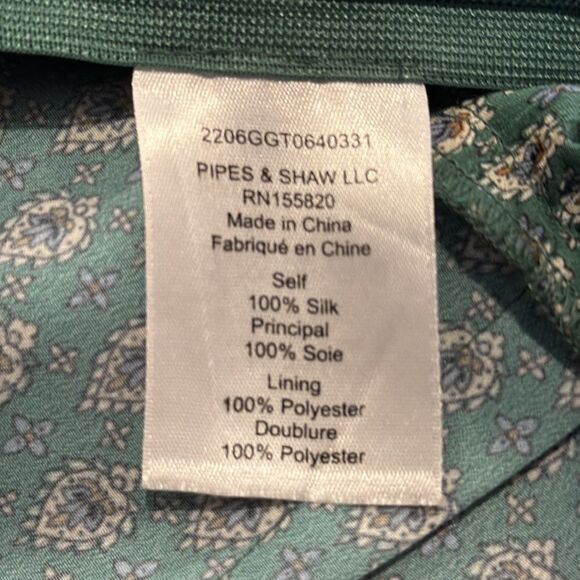 2206GGT0640331
PIPES & SHAW LLC
RN155820
Made in China
Fabriqué en Chine
Self
100% Silk
Principal
100% Soie
Lining
100% Polyester
Doublure
100% Polyester